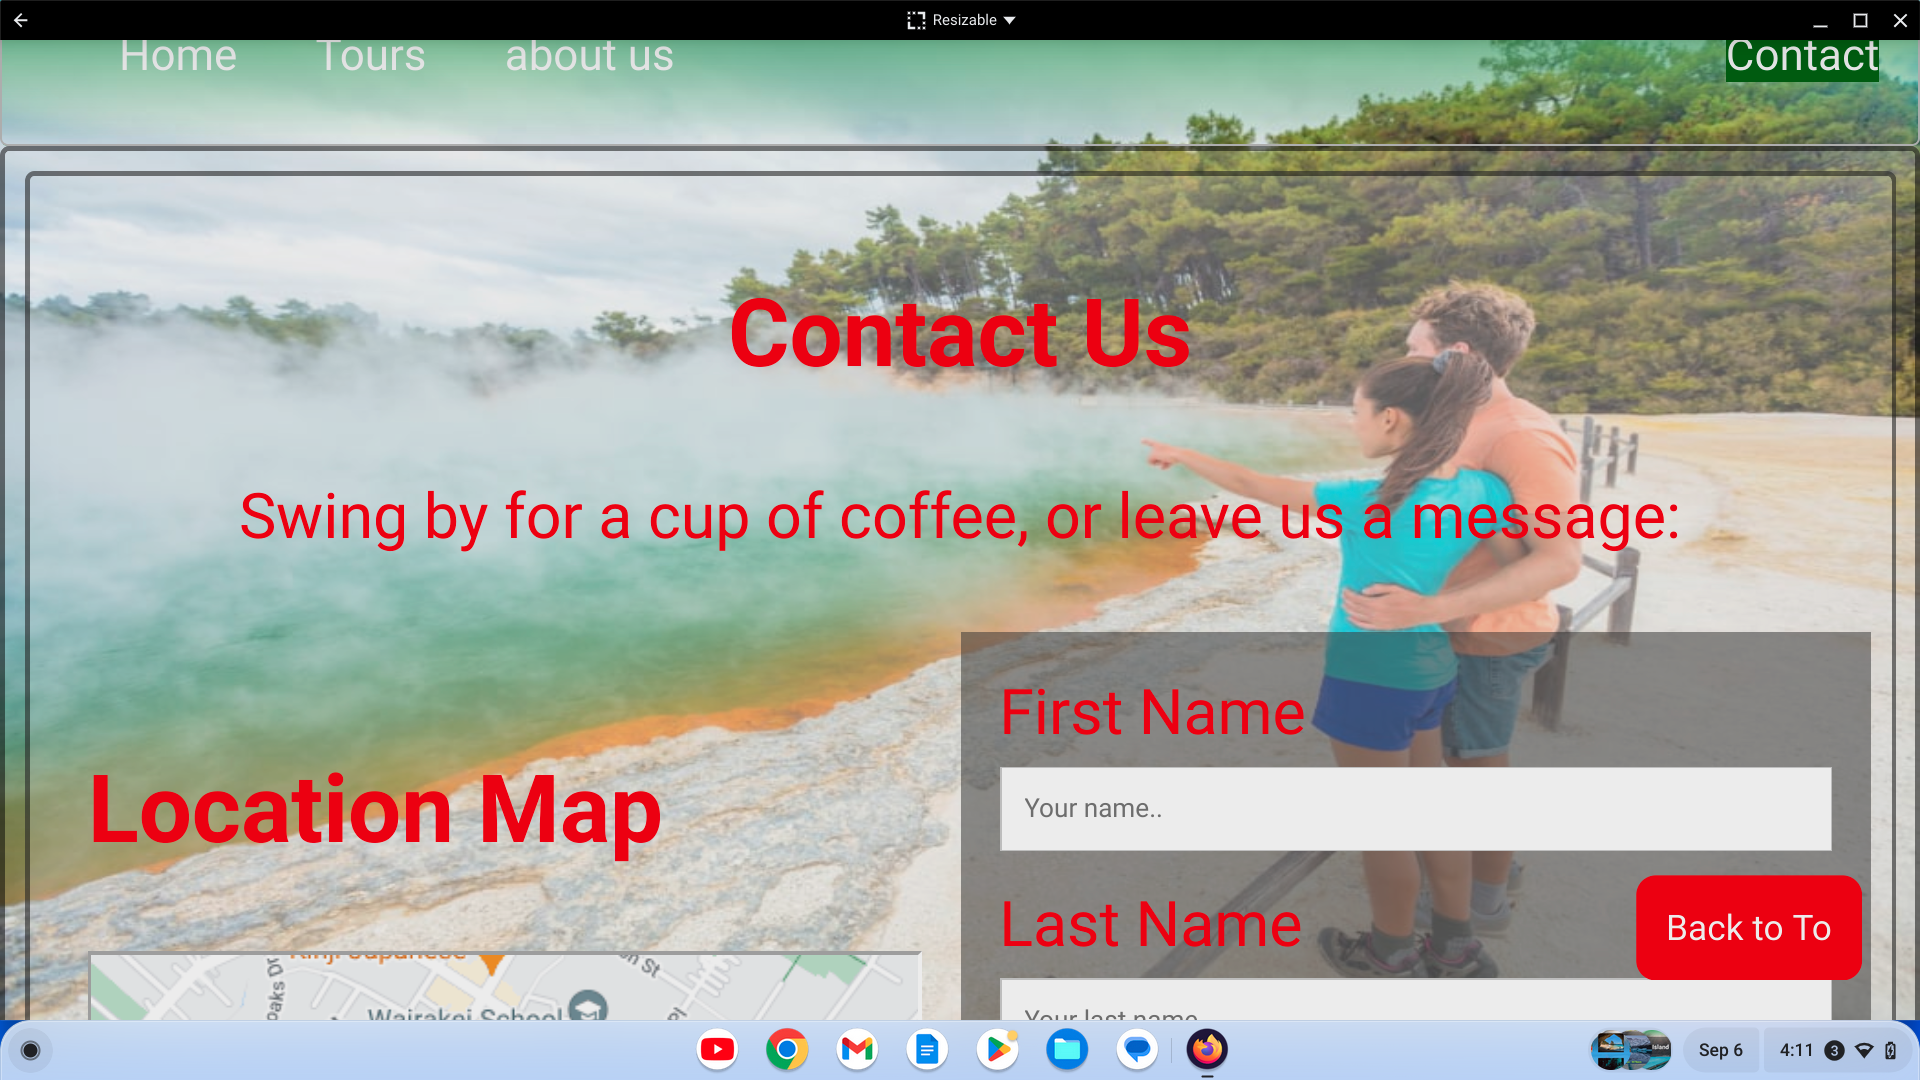 Resizable
Home Tours about us Contact
Contact Us
Swing by for a cup of coffee, or leave us a message:
First Name
Your name..
Location Map
Last Name
Back to To
Your last name..
Wairakei School
Sep 6 4:11 3